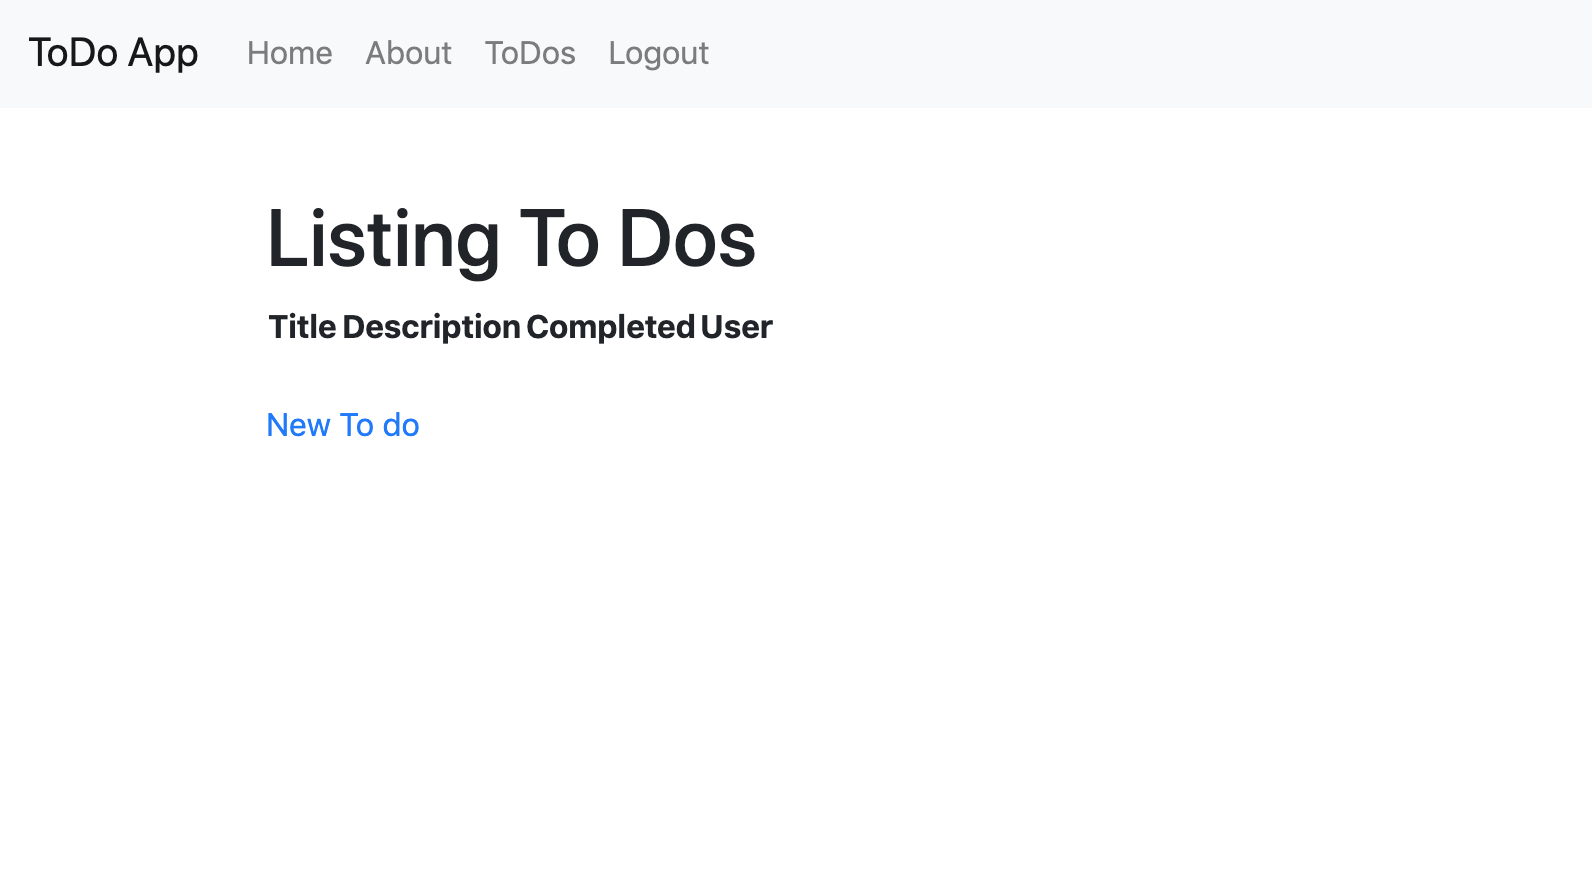 ToDo App Home About ToDos Logout
Listing To Dos
Title Description Completed User
New To do